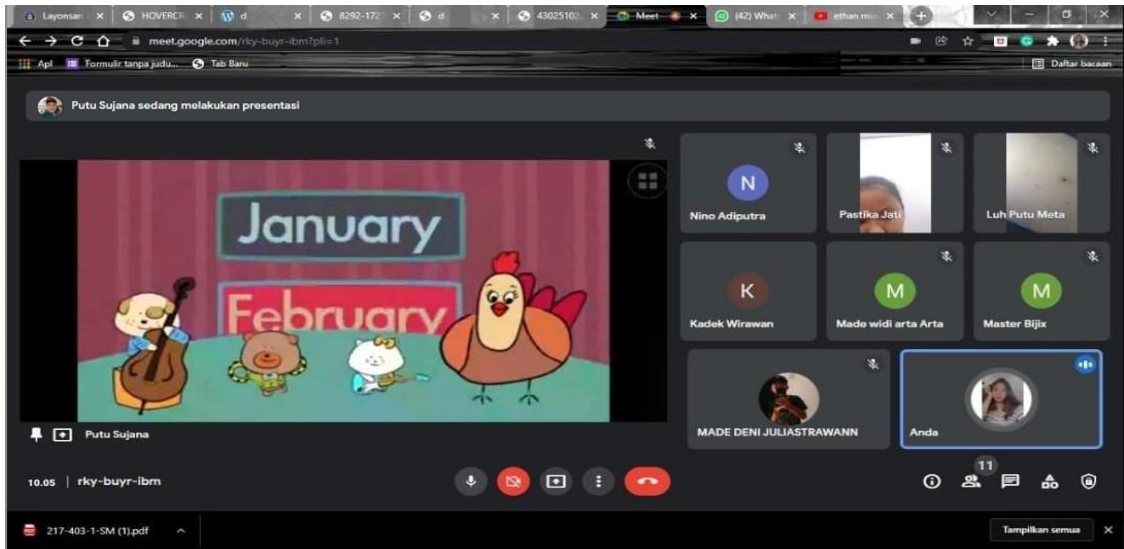 Layonsari
HOVERCR
d
8292-172
d
43025102
Meet
(42) What
ethan mu
meet.google.com/rky-buyr-ibm?pli=1
Apl
Formulir tanpa judu...
Tab Baru
Daftar bacaan
Putu Sujana sedang melakukan presentasi
January
February
Putu Sujana
N
Nino Adiputra
Pastika Jati
Luh Putu Meta
K
Kadek Wirawan
M
Made widi arta Arta
M
Master Bijix
MADE DENI JULIASTRAWANN
Anda
10.05 | rky-buyr-ibm
11
217-403-1-SM (1).pdf
Tampilkan semua